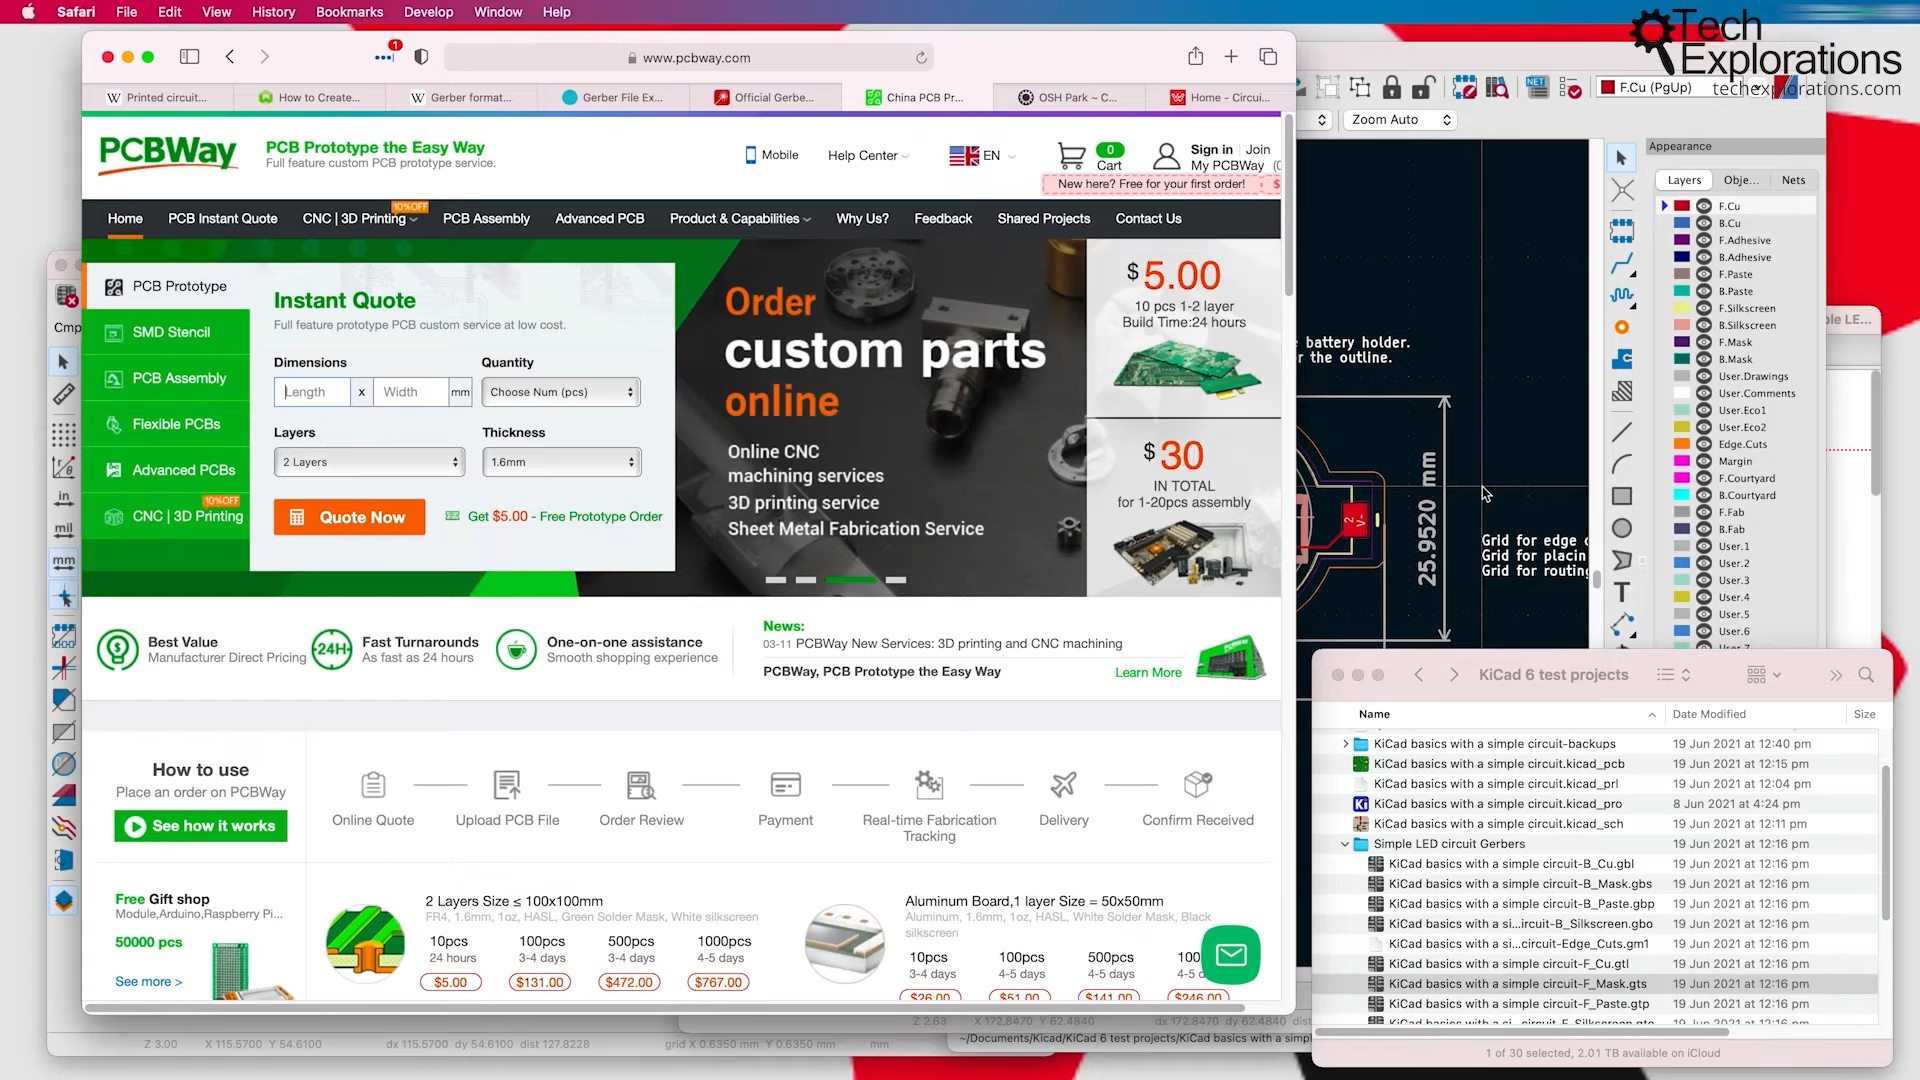 Safari File Edit View History Bookmarks Develop Window Help
Tech
Explorations
techexplorations.com
1
www.pcbway.com
Printed circuit...
How to Create...
Gerber format...
Gerber File Ex...
Official Gerbe...
China PCB Pr...
OSH Park ~ C...
Home - Circui...
PCBWay
PCB Prototype the Easy Way
Full feature custom PCB prototype service.
Mobile
Help Center
EN
0
Cart
Sign in Join
My PCBWay
New here? Free for your first order!
Home
PCB Instant Quote
CNC | 3D Printing
10%OFF
PCB Assembly
Advanced PCB
Product & Capabilities
Why Us?
Feedback
Shared Projects
Contact Us
PCB Prototype
SMD Stencil
PCB Assembly
Flexible PCBs
Advanced PCBs
10%OFF
CNC | 3D Printing
Instant Quote
Full feature prototype PCB custom service at low cost.
Dimensions
Quantity
Length x Width mm
Choose Num (pcs)
Layers
Thickness
2 Layers
1.6mm
Quote Now
Get $5.00 - Free Prototype Order
Order
custom parts
online
Online CNC
machining services
3D printing service
Sheet Metal Fabrication Service
$5.00
10 pcs 1-2 layer
Build Time:24 hours
$30
IN TOTAL
for 1-20pcs assembly
Best Value
Manufacturer Direct Pricing
24H
Fast Turnarounds
As fast as 24 hours
One-on-one assistance
Smooth shopping experience
News:
03-11 PCBWay New Services: 3D printing and CNC machining
PCBWay, PCB Prototype the Easy Way
Learn More
How to use
Place an order on PCBWay
See how it works
Online Quote
Upload PCB File
Order Review
Payment
Real-time Fabrication
Tracking
Delivery
Confirm Received
Free Gift shop
Module,Arduino,Raspberry Pi...
50000 pcs
See more >
2 Layers Size ≤ 100x100mm
FR4, 1.6mm, 1oz, HASL, Green Solder Mask, White silkscreen
10pcs 100pcs 500pcs 1000pcs
24 hours 3-4 days 3-4 days 4-5 days
$5.00 $131.00 $472.00 $767.00
Aluminum Board,1 layer Size = 50x50mm
Aluminum, 1.6mm, 1oz, HASL, White Solder Mask, Black
silkscreen
10pcs 100pcs 500pcs 100
3-4 days 4-5 days 4-5 days 4-5
$26.00 $51.00 $141.00 $246.00
Cmp
in
mil
mm
NET
F.Cu (PgUp)
Zoom Auto
Appearance
Layers Obje... Nets
F.Cu
B.Cu
F.Adhesive
B.Adhesive
F.Paste
B.Paste
F.Silkscreen
B.Silkscreen
F.Mask
B.Mask
User.Drawings
User.Comments
User.Eco1
User.Eco2
Edge.Cuts
Margin
F.Courtyard
B.Courtyard
F.Fab
B.Fab
User.1
User.2
User.3
User.4
User.5
User.6
battery holder.
r the outline.
25.9520 mm
2
V-
Grid for edge
Grid for placin
Grid for routing
ole LE...
KiCad 6 test projects
Name Date Modified Size
KiCad basics with a simple circuit-backups 19 Jun 2021 at 12:40 pm
KiCad basics with a simple circuit.kicad_pcb 19 Jun 2021 at 12:15 pm
KiCad basics with a simple circuit.kicad_prl 19 Jun 2021 at 12:04 pm
KiCad basics with a simple circuit.kicad_pro 8 Jun 2021 at 4:24 pm
KiCad basics with a simple circuit.kicad_sch 19 Jun 2021 at 12:11 pm
Simple LED circuit Gerbers 19 Jun 2021 at 12:16 pm
KiCad basics with a simple circuit-B_Cu.gbl 19 Jun 2021 at 12:16 pm
KiCad basics with a simple circuit-B_Mask.gbs 19 Jun 2021 at 12:16 pm
KiCad basics with a simple circuit-B_Paste.gbp 19 Jun 2021 at 12:16 pm
KiCad basics with a si...ircuit-B_Silkscreen.gbo 19 Jun 2021 at 12:16 pm
KiCad basics with a si...circuit-Edge_Cuts.gm1 19 Jun 2021 at 12:16 pm
KiCad basics with a simple circuit-F_Cu.gtl 19 Jun 2021 at 12:16 pm
KiCad basics with a simple circuit-F_Mask.gts 19 Jun 2021 at 12:16 pm
KiCad basics with a simple circuit-F_Paste.gtp 19 Jun 2021 at 12:16 pm
1 of 30 selected, 2.01 TB available on iCloud
Z 2.63 X 172.8470 Y 62.4840 dx 172.8470 dy 62.4840 dist
~/Documents/Kicad/KiCad 6 test projects/KiCad basics with a simp
Z 3.00 X 115.5700 Y 54.6100 dx 115.5700 dy 54.6100 dist 127.8228 grid X 0.6350 mm Y 0.6350 mm mm